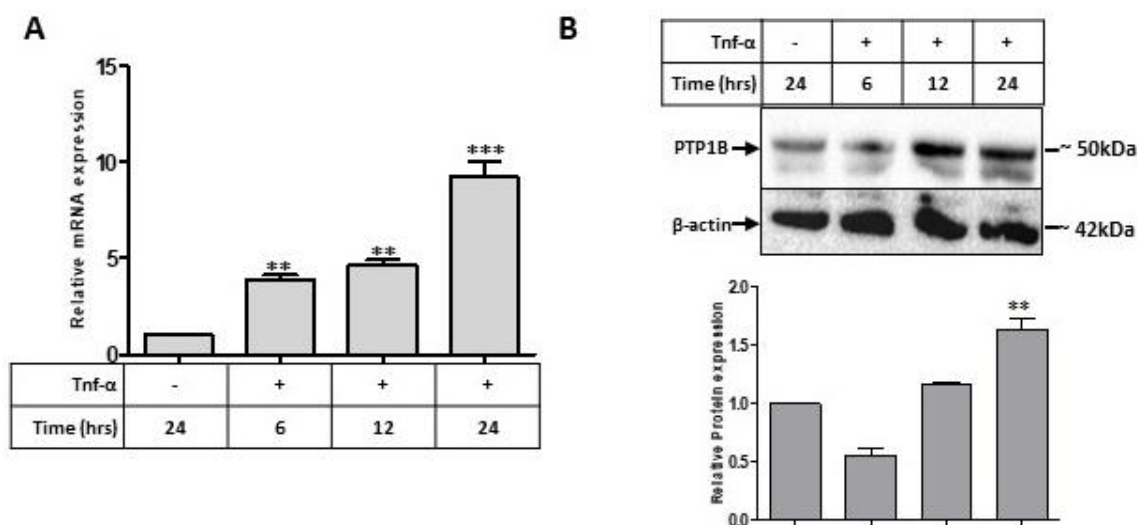 A
Relative mRNA expression
15
10
5
0
**
**
***
Tnf-α - + + +
Time (hrs) 24 6 12 24
B
Tnf-α - + + +
Time (hrs) 24 6 12 24
PTP1B ~ 50kDa
β-actin ~ 42kDa
Relative Protein expression
2.0
1.5
1.0
0.5
0.0
**